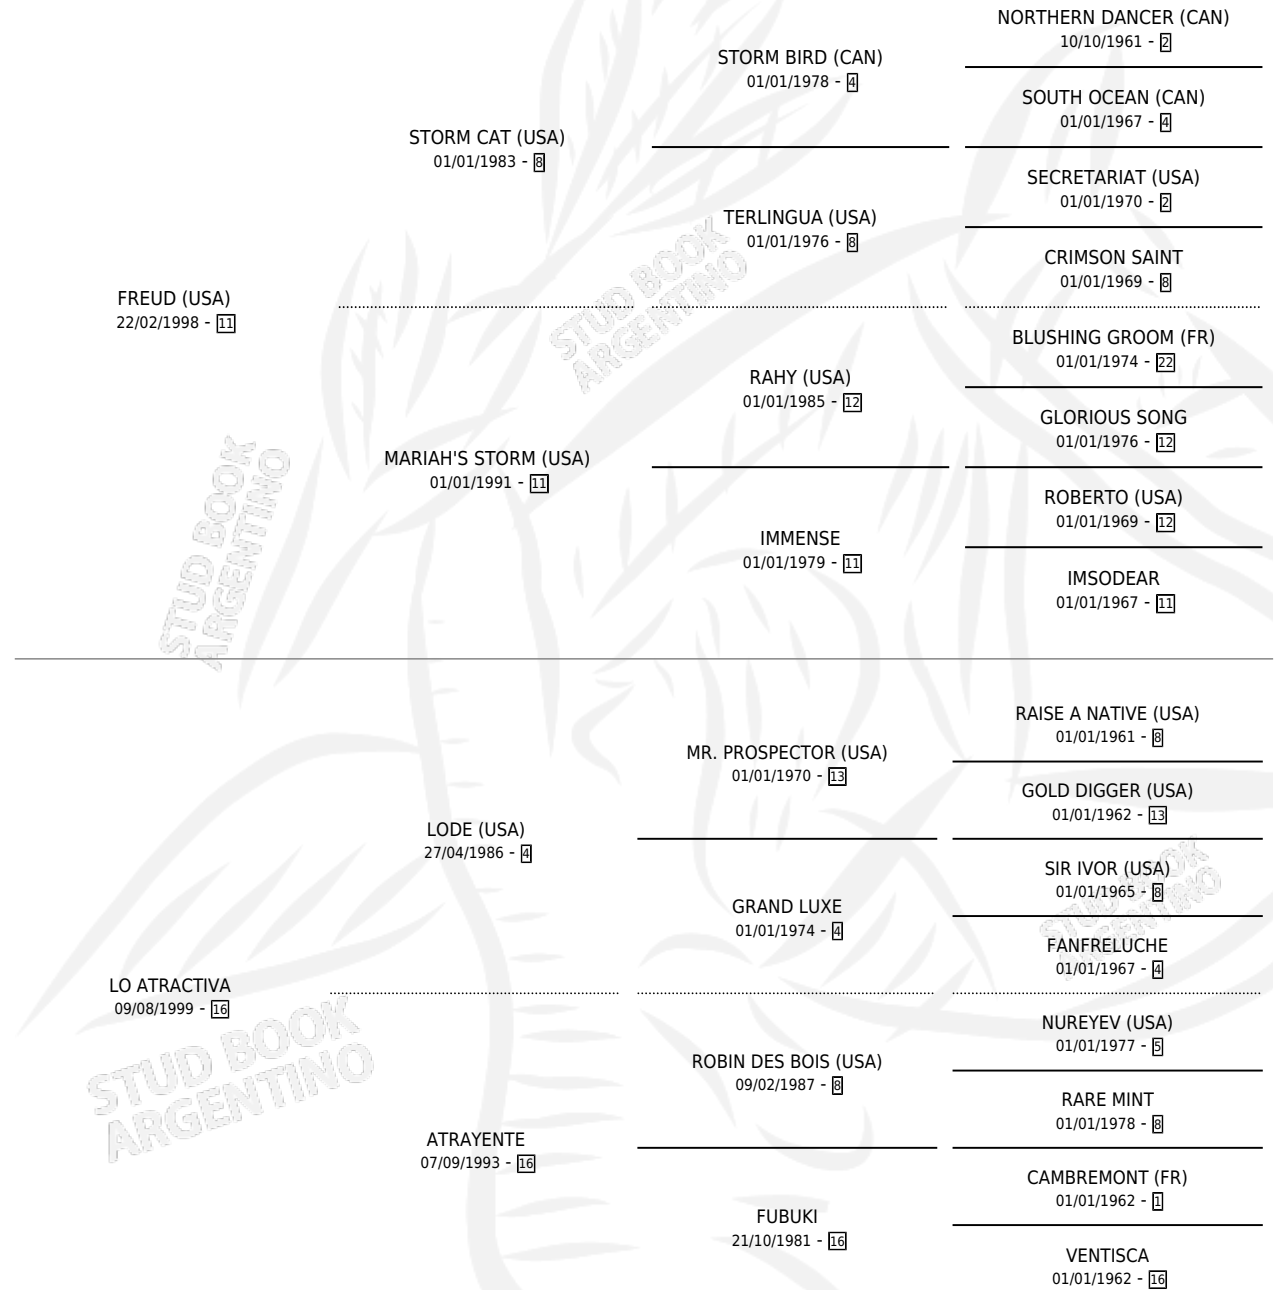 NORTHERN DANCER (CAN)
10/10/1961 - 2
STORM BIRD (CAN)
01/01/1978 - 4
SOUTH OCEAN (CAN)
01/01/1967 - 4
STORM CAT (USA)
01/01/1983 - 8
SECRETARIAT (USA)
01/01/1970 - 2
TERLINGUA (USA)
01/01/1976 - 8
CRIMSON SAINT
01/01/1969 - 8
FREUD (USA)
22/02/1998 - 11
BLUSHING GROOM (FR)
01/01/1974 - 22
RAHY (USA)
01/01/1985 - 12
GLORIOUS SONG
01/01/1976 - 12
MARIAH'S STORM (USA)
01/01/1991 - 11
ROBERTO (USA)
01/01/1969 - 12
IMMENSE
01/01/1979 - 11
IMSODEAR
01/01/1967 - 11
STUD BOOK
ARGENTINO
STUD BOOK
ARGENTINO
RAISE A NATIVE (USA)
01/01/1961 - 8
MR. PROSPECTOR (USA)
01/01/1970 - 13
GOLD DIGGER (USA)
01/01/1962 - 13
LODE (USA)
27/04/1986 - 4
SIR IVOR (USA)
01/01/1965 - 8
GRAND LUXE
01/01/1974 - 4
FANFRELUCHE
01/01/1967 - 4
LO ATRACTIVA
09/08/1999 - 16
NUREYEV (USA)
01/01/1977 - 5
ROBIN DES BOIS (USA)
09/02/1987 - 8
RARE MINT
01/01/1978 - 8
ATRAYENTE
07/09/1993 - 16
CAMBREMONT (FR)
01/01/1962 - 1
FUBUKI
21/10/1981 - 16
VENTISCA
01/01/1962 - 16
STUD BOOK
ARGENTINO
STUD BOOK
ARGENTINO